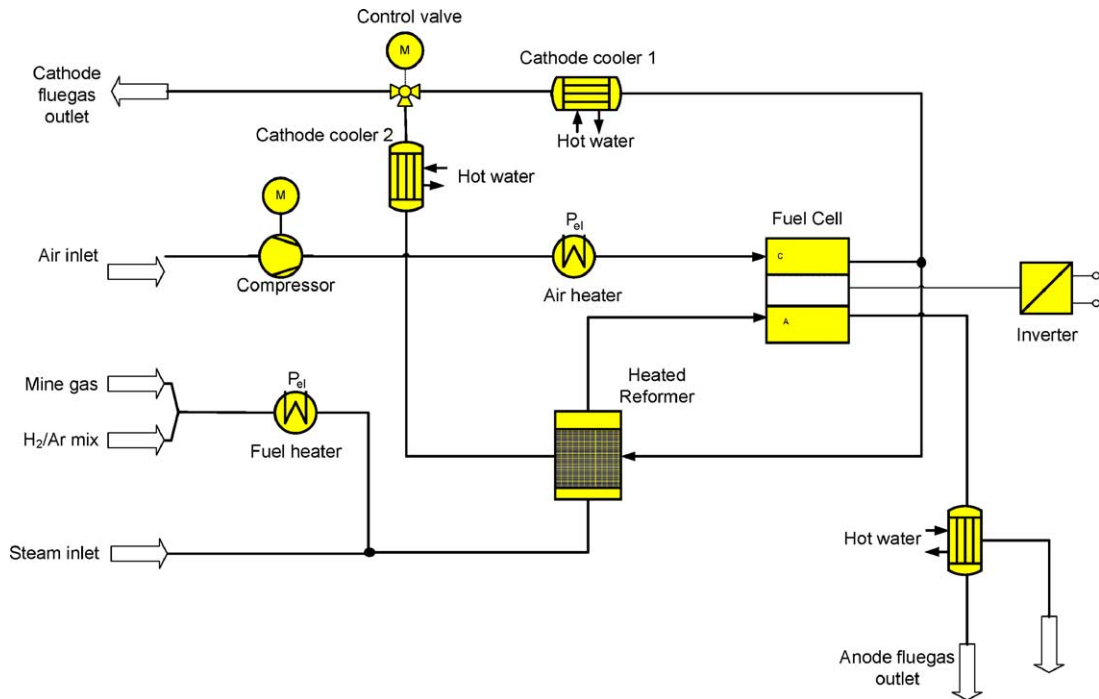 Control valve
M
Cathode cooler 1
Cathode
fluegas
outlet
Hot water
Cathode cooler 2
Hot water
M
Pel
Fuel Cell
Air inlet
C
Compressor
Air heater
A
Inverter
Mine gas
Pel
Heated
Reformer
H2/Ar mix
Fuel heater
Steam inlet
Hot water
Anode fluegas
outlet